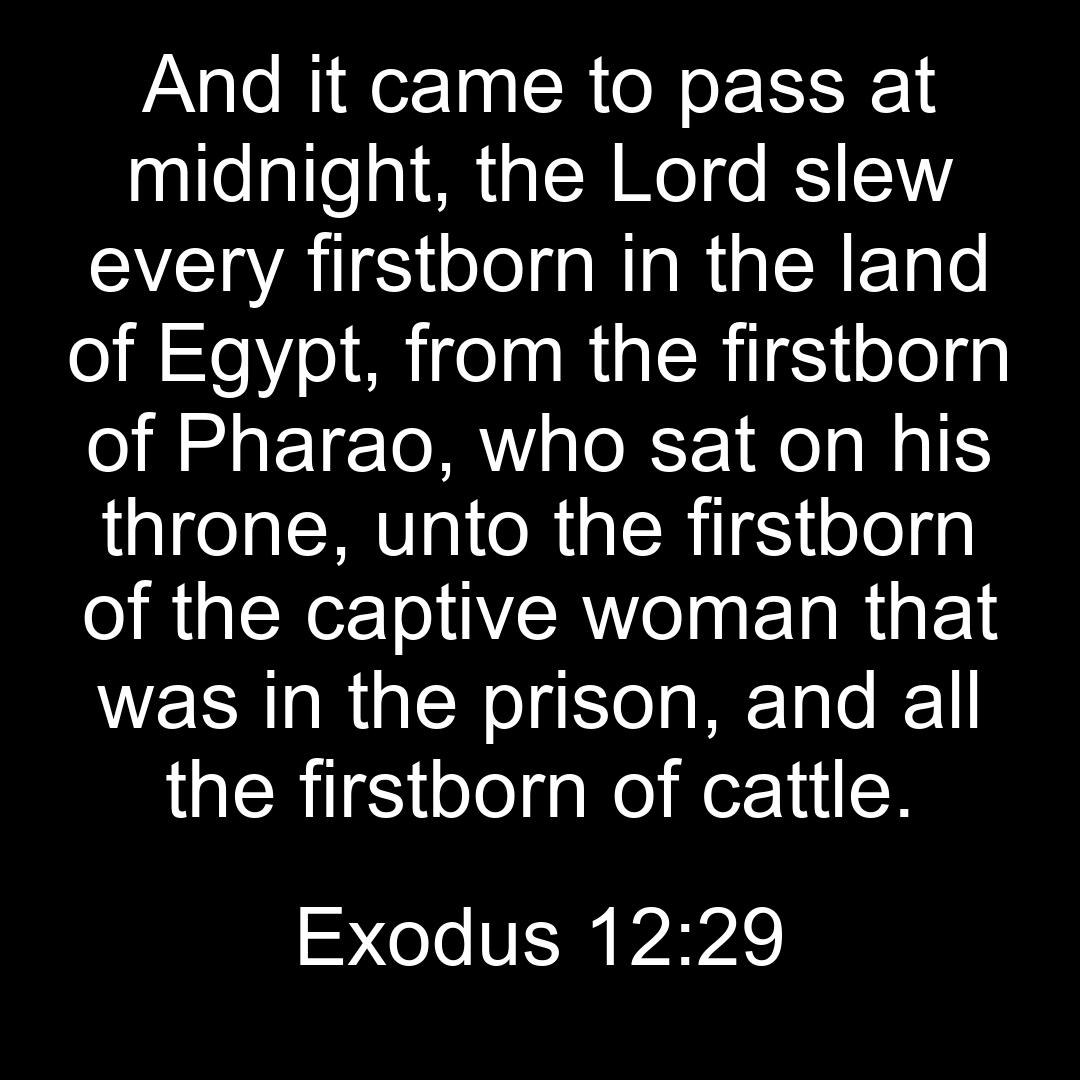 And it came to pass at
midnight, the Lord slew
every firstborn in the land
of Egypt, from the firstborn
of Pharao, who sat on his
throne, unto the firstborn
of the captive woman that
was in the prison, and all
the firstborn of cattle.
Exodus 12:29